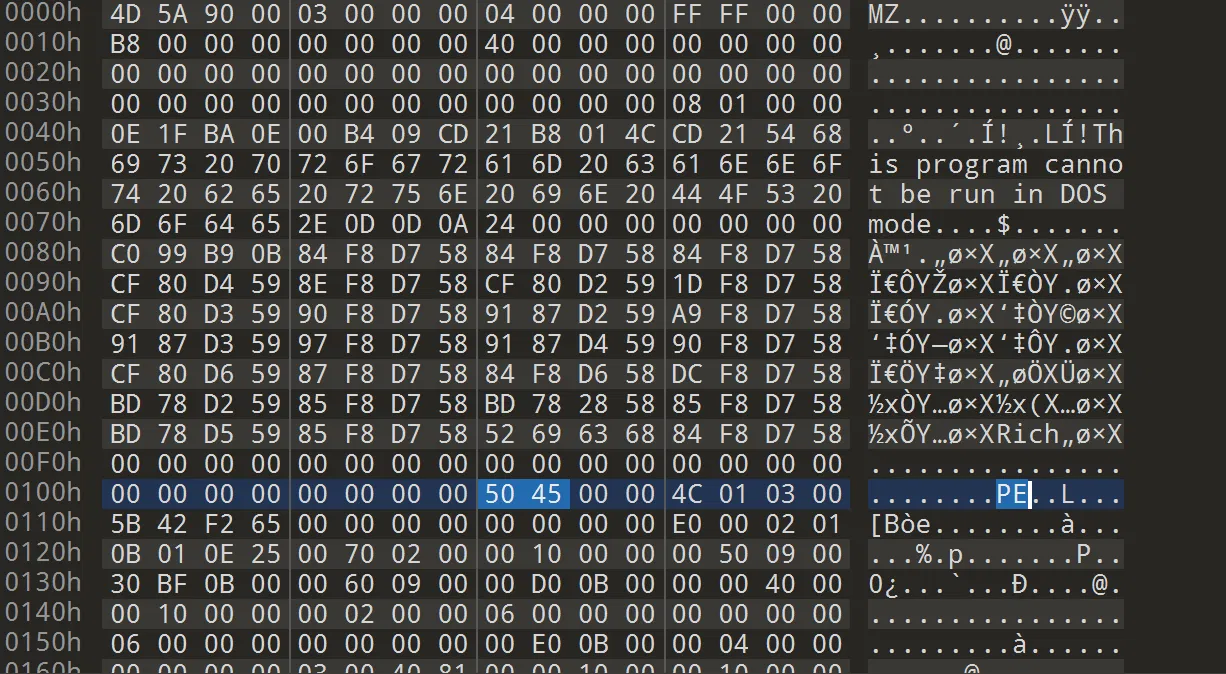 0000h 4D 5A 90 00 03 00 00 00 04 00 00 00 FF FF 00 00 MZ..........ÿÿ..
0010h B8 00 00 00 00 00 00 00 40 00 00 00 00 00 00 00 ¸.......@.......
0020h 00 00 00 00 00 00 00 00 00 00 00 00 00 00 00 00 ................
0030h 00 00 00 00 00 00 00 00 00 00 00 00 08 01 00 00 ................
0040h 0E 1F BA 0E 00 B4 09 CD 21 B8 01 4C CD 21 54 68 ..º..´.Í!¸.LÍ!Th
0050h 69 73 20 70 72 6F 67 72 61 6D 20 63 61 6E 6E 6F is program canno
0060h 74 20 62 65 20 72 75 6E 20 69 6E 20 44 4F 53 20 t be run in DOS
0070h 6D 6F 64 65 2E 0D 0D 0A 24 00 00 00 00 00 00 00 mode....$.......
0080h C0 99 B9 0B 84 F8 D7 58 84 F8 D7 58 84 F8 D7 58 À™¹.„ø×X„ø×X„ø×X
0090h CF 80 D4 59 8E F8 D7 58 CF 80 D2 59 1D F8 D7 58 Ï€ÔYŽø×XÏ€ÒY.ø×X
00A0h CF 80 D3 59 90 F8 D7 58 91 87 D2 59 A9 F8 D7 58 Ï€ÓY.ø×X‘‡ÒY©ø×X
00B0h 91 87 D3 59 97 F8 D7 58 91 87 D4 59 90 F8 D7 58 ‘‡ÓY—ø×X‘‡ÔY.ø×X
00C0h CF 80 D6 59 87 F8 D7 58 84 F8 D6 58 DC F8 D7 58 Ï€ÖY‡ø×X„øÖXÜø×X
00D0h BD 78 D2 59 85 F8 D7 58 BD 78 28 58 85 F8 D7 58 ½xÒY…ø×X½x(X…ø×X
00E0h BD 78 D5 59 85 F8 D7 58 52 69 63 68 84 F8 D7 58 ½xÕY…ø×XRich„ø×X
00F0h 00 00 00 00 00 00 00 00 00 00 00 00 00 00 00 00 ................
0100h 00 00 00 00 00 00 00 00 50 45 00 00 4C 01 03 00 ........PE..L...
0110h 5B 42 F2 65 00 00 00 00 00 00 00 00 E0 00 02 01 [Bòe........à...
0120h 0B 01 0E 25 00 70 02 00 00 10 00 00 00 50 09 00 ...%.p.......P..
0130h 30 BF 0B 00 00 60 09 00 00 D0 0B 00 00 00 40 00 0¿...`...Ð....@.
0140h 00 10 00 00 00 02 00 00 06 00 00 00 00 00 00 00 ................
0150h 06 00 00 00 00 00 00 00 00 E0 0B 00 00 04 00 00 .........à......
0160h 00 00 00 00 03 00 40 81 00 00 10 00 00 10 00 00 ......@.........